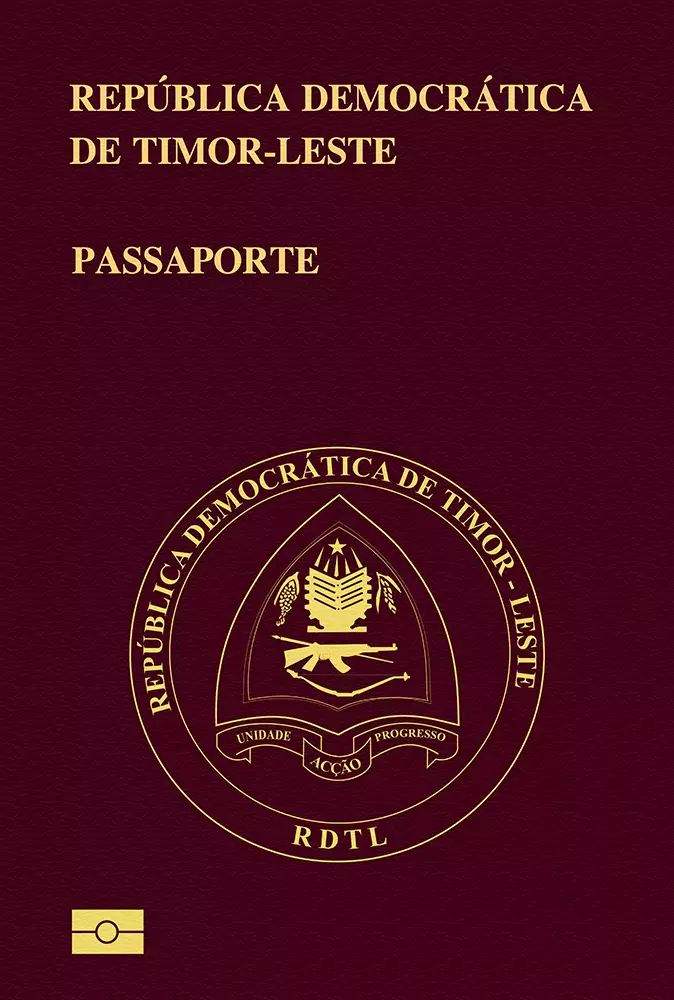 REPÚBLICA DEMOCRÁTICA
DE TIMOR-LESTE
PASSAPORTE
REPÚBLICA DEMOCRÁTICA DE TIMOR - LESTE
UNIDADE
ACÇÃO
PROGRESSO
RDTL